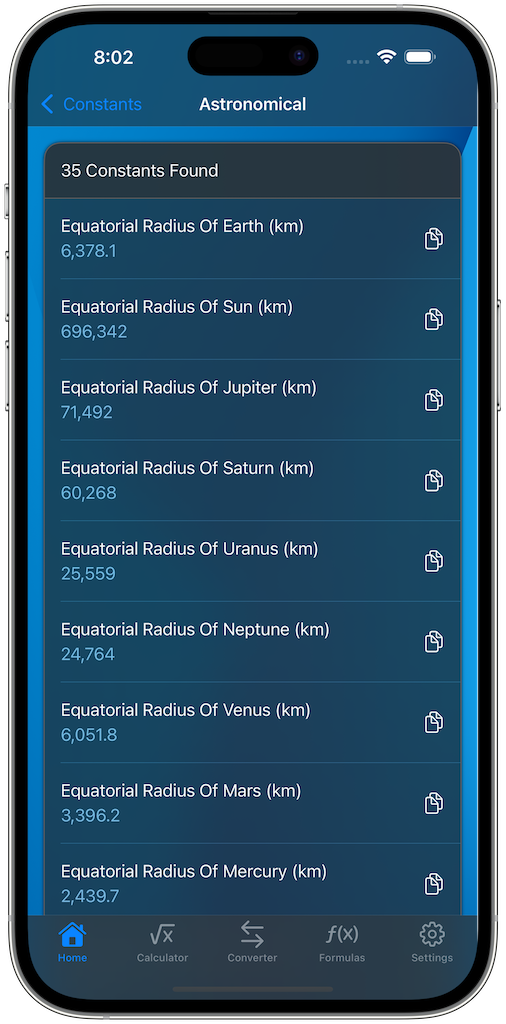 8:02
Constants
Astronomical
35 Constants Found
Equatorial Radius Of Earth (km)
6,378.1
Equatorial Radius Of Sun (km)
696,342
Equatorial Radius Of Jupiter (km)
71,492
Equatorial Radius Of Saturn (km)
60,268
Equatorial Radius Of Uranus (km)
25,559
Equatorial Radius Of Neptune (km)
24,764
Equatorial Radius Of Venus (km)
6,051.8
Equatorial Radius Of Mars (km)
3,396.2
Equatorial Radius Of Mercury (km)
2,439.7
√x f(x)
Home Calculator Converter Formulas Settings